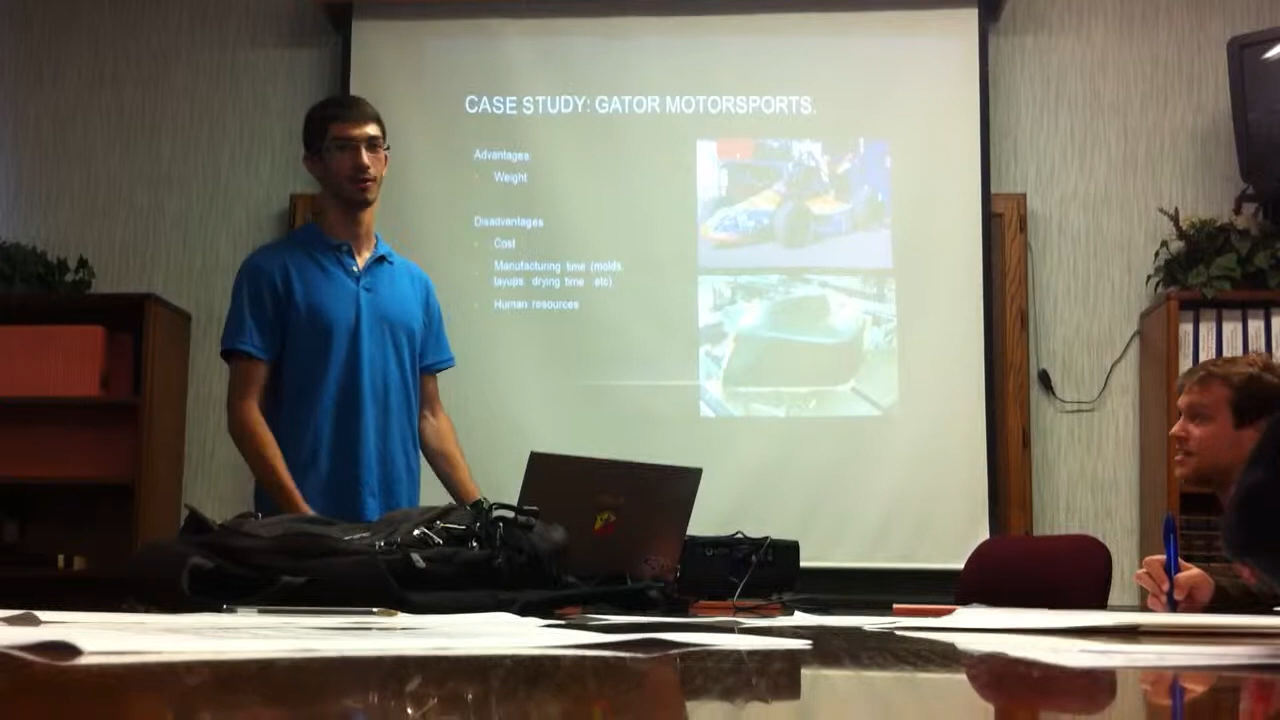 CASE STUDY: GATOR MOTORSPORTS.
Advantages
Weight
Disadvantages
Cost
Manufacturing time (molds,
layups, drying time ,etc)
Human resources